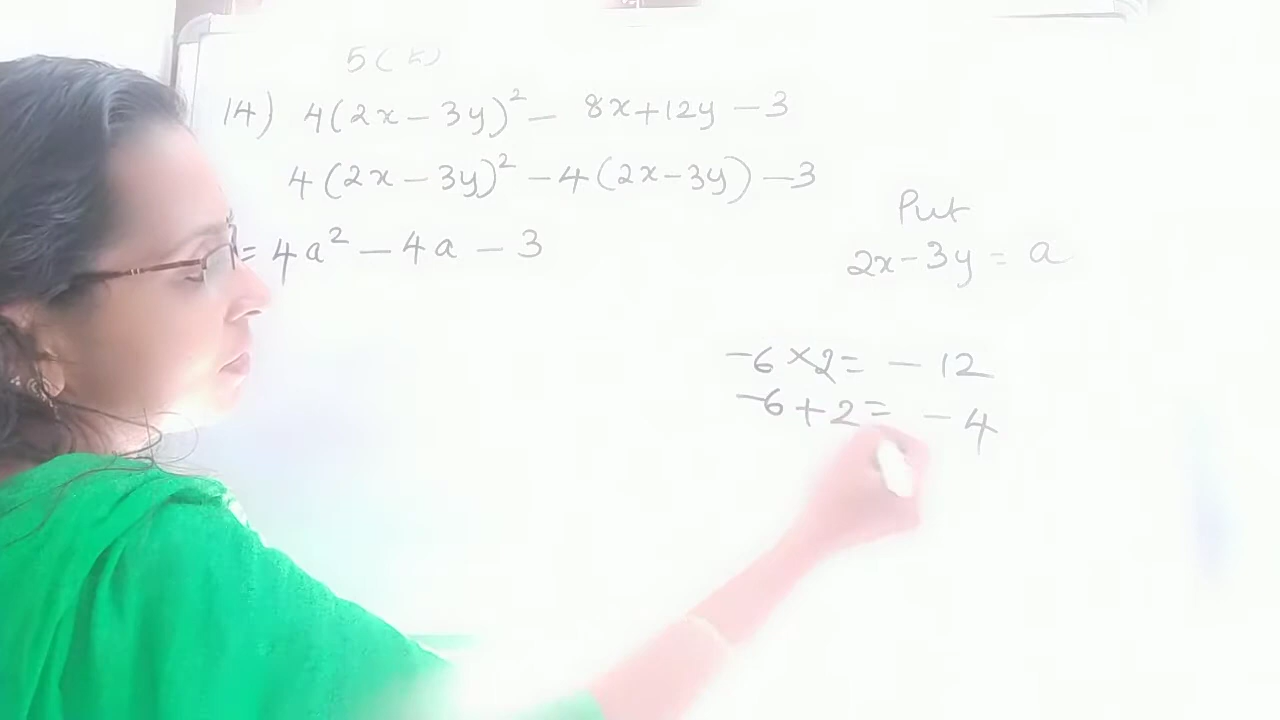 5(
14) 4(2x-3y)² - 8x+12y-3
4(2x-3y)² -4(2x-3y) -3
= 4a² - 4a - 3
Put
2x-3y = a
-6×2= -12
-6+2= -4